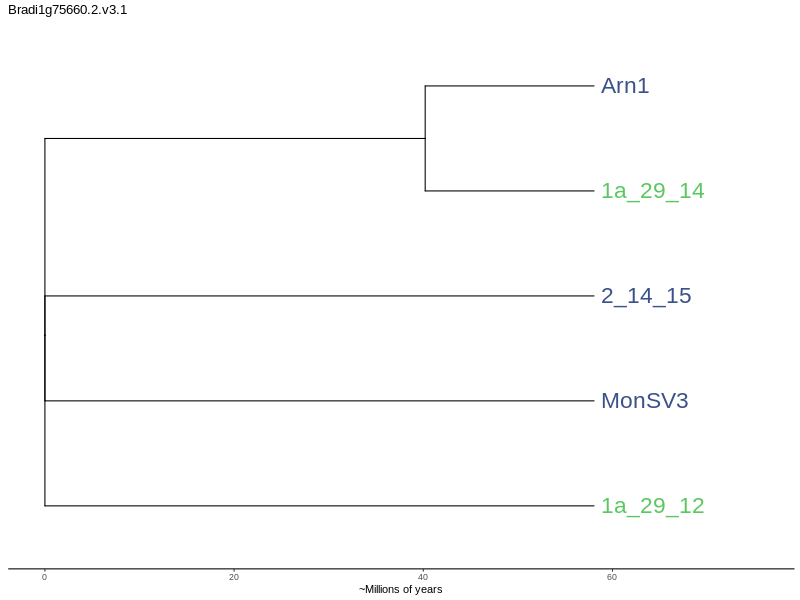 Bradi1g75660.2.v3.1
Arn1
1a_29_14
2_14_15
MonSV3
1a_29_12
0 20 40 60
~Millions of years